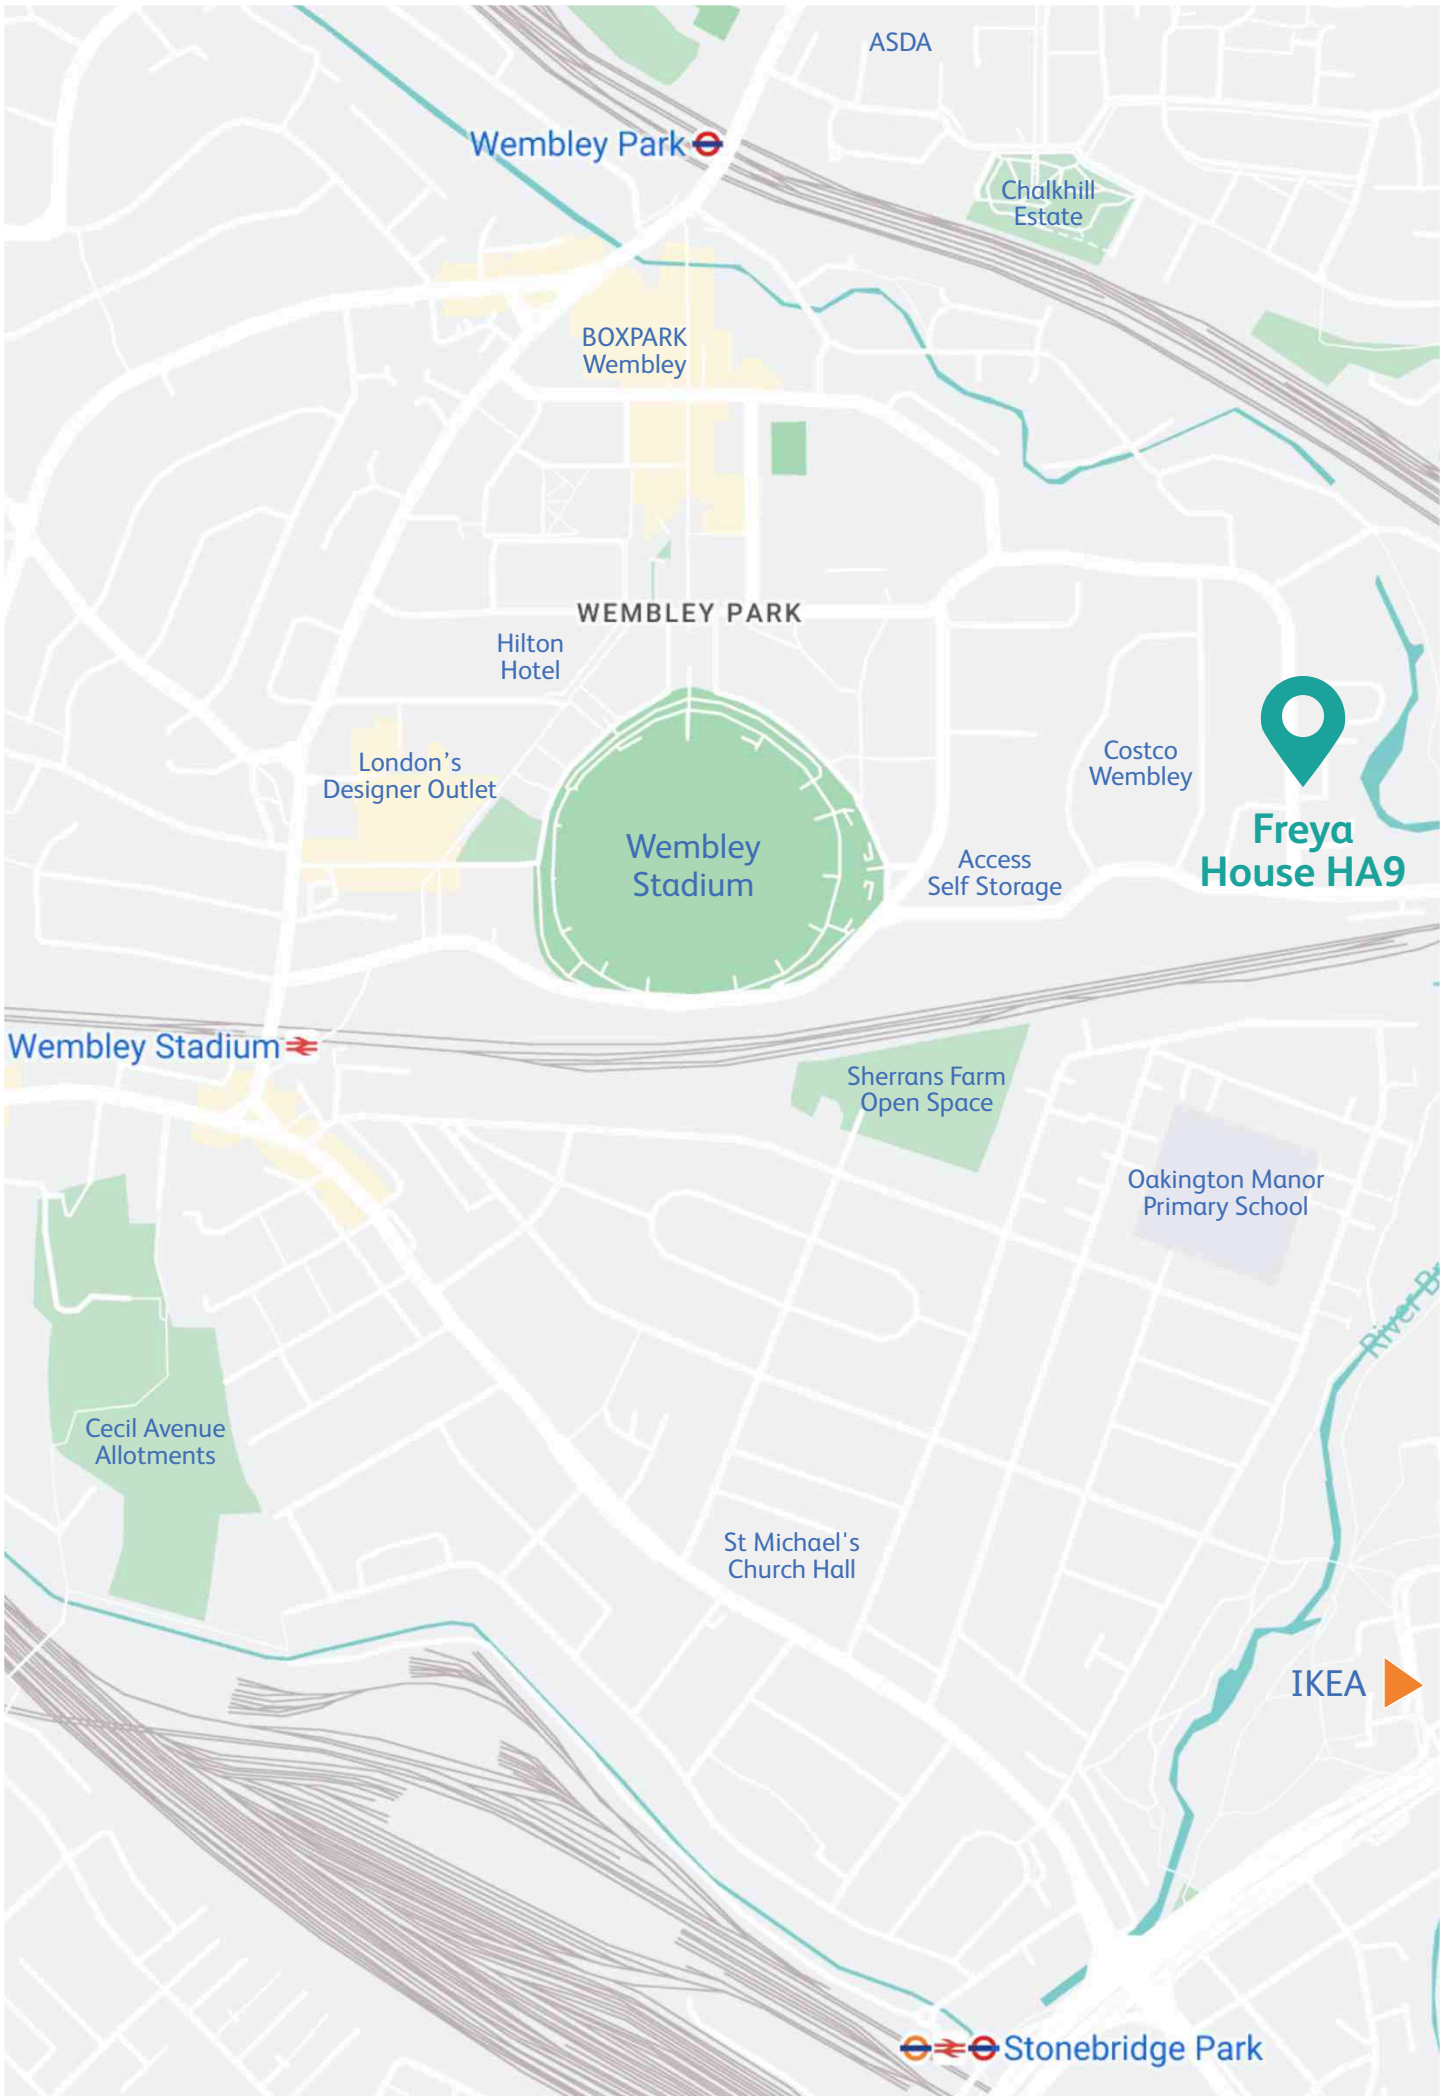 ASDA
Wembley Park
Chalkhill
Estate
BOXPARK
Wembley
WEMBLEY PARK
Hilton
Hotel
London's
Designer Outlet
Costco
Wembley
Freya
House HA9
Wembley
Stadium
Access
Self Storage
Wembley Stadium
Sherrans Farm
Open Space
Oakington Manor
Primary School
River Br
Cecil Avenue
Allotments
St Michael's
Church Hall
IKEA
Stonebridge Park